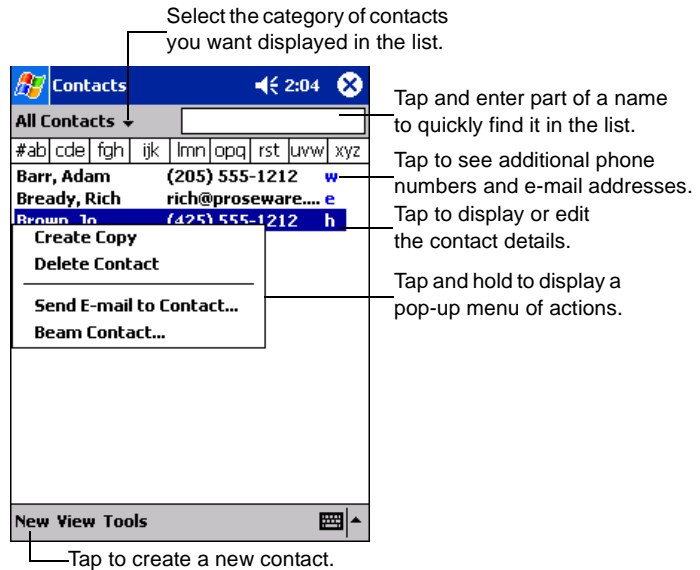 Select the category of contacts
you want displayed in the list.
Contacts 2:04
All Contacts
Tap and enter part of a name
to quickly find it in the list.
#ab cde fgh ijk lmn opq rst uvw xyz
Barr, Adam (205) 555-1212 w
Tap to see additional phone
numbers and e-mail addresses.
Bready, Rich rich@proseware.... e
Brown, Jo (425) 555-1212 h
Tap to display or edit
the contact details.
Create Copy
Delete Contact
Send E-mail to Contact...
Beam Contact...
Tap and hold to display a
pop-up menu of actions.
New View Tools
Tap to create a new contact.